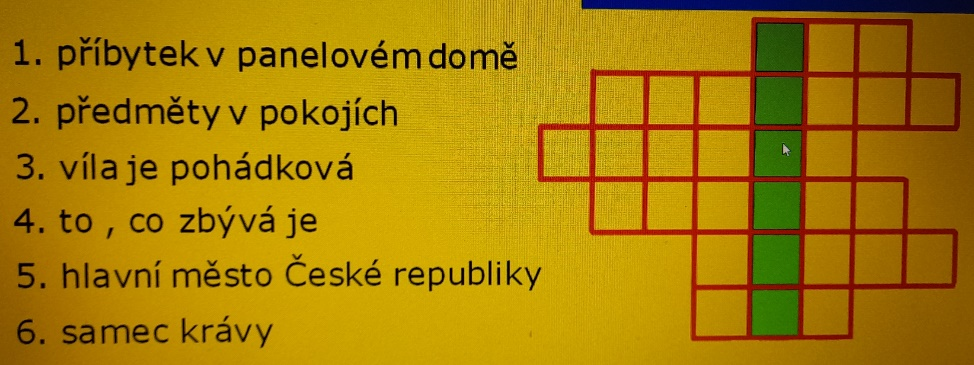 1. příbytek v panelovém domě
2. předměty v pokojích
3. víla je pohádková
4. to , co zbývá je
5. hlavní město České republiky
6. samec krávy